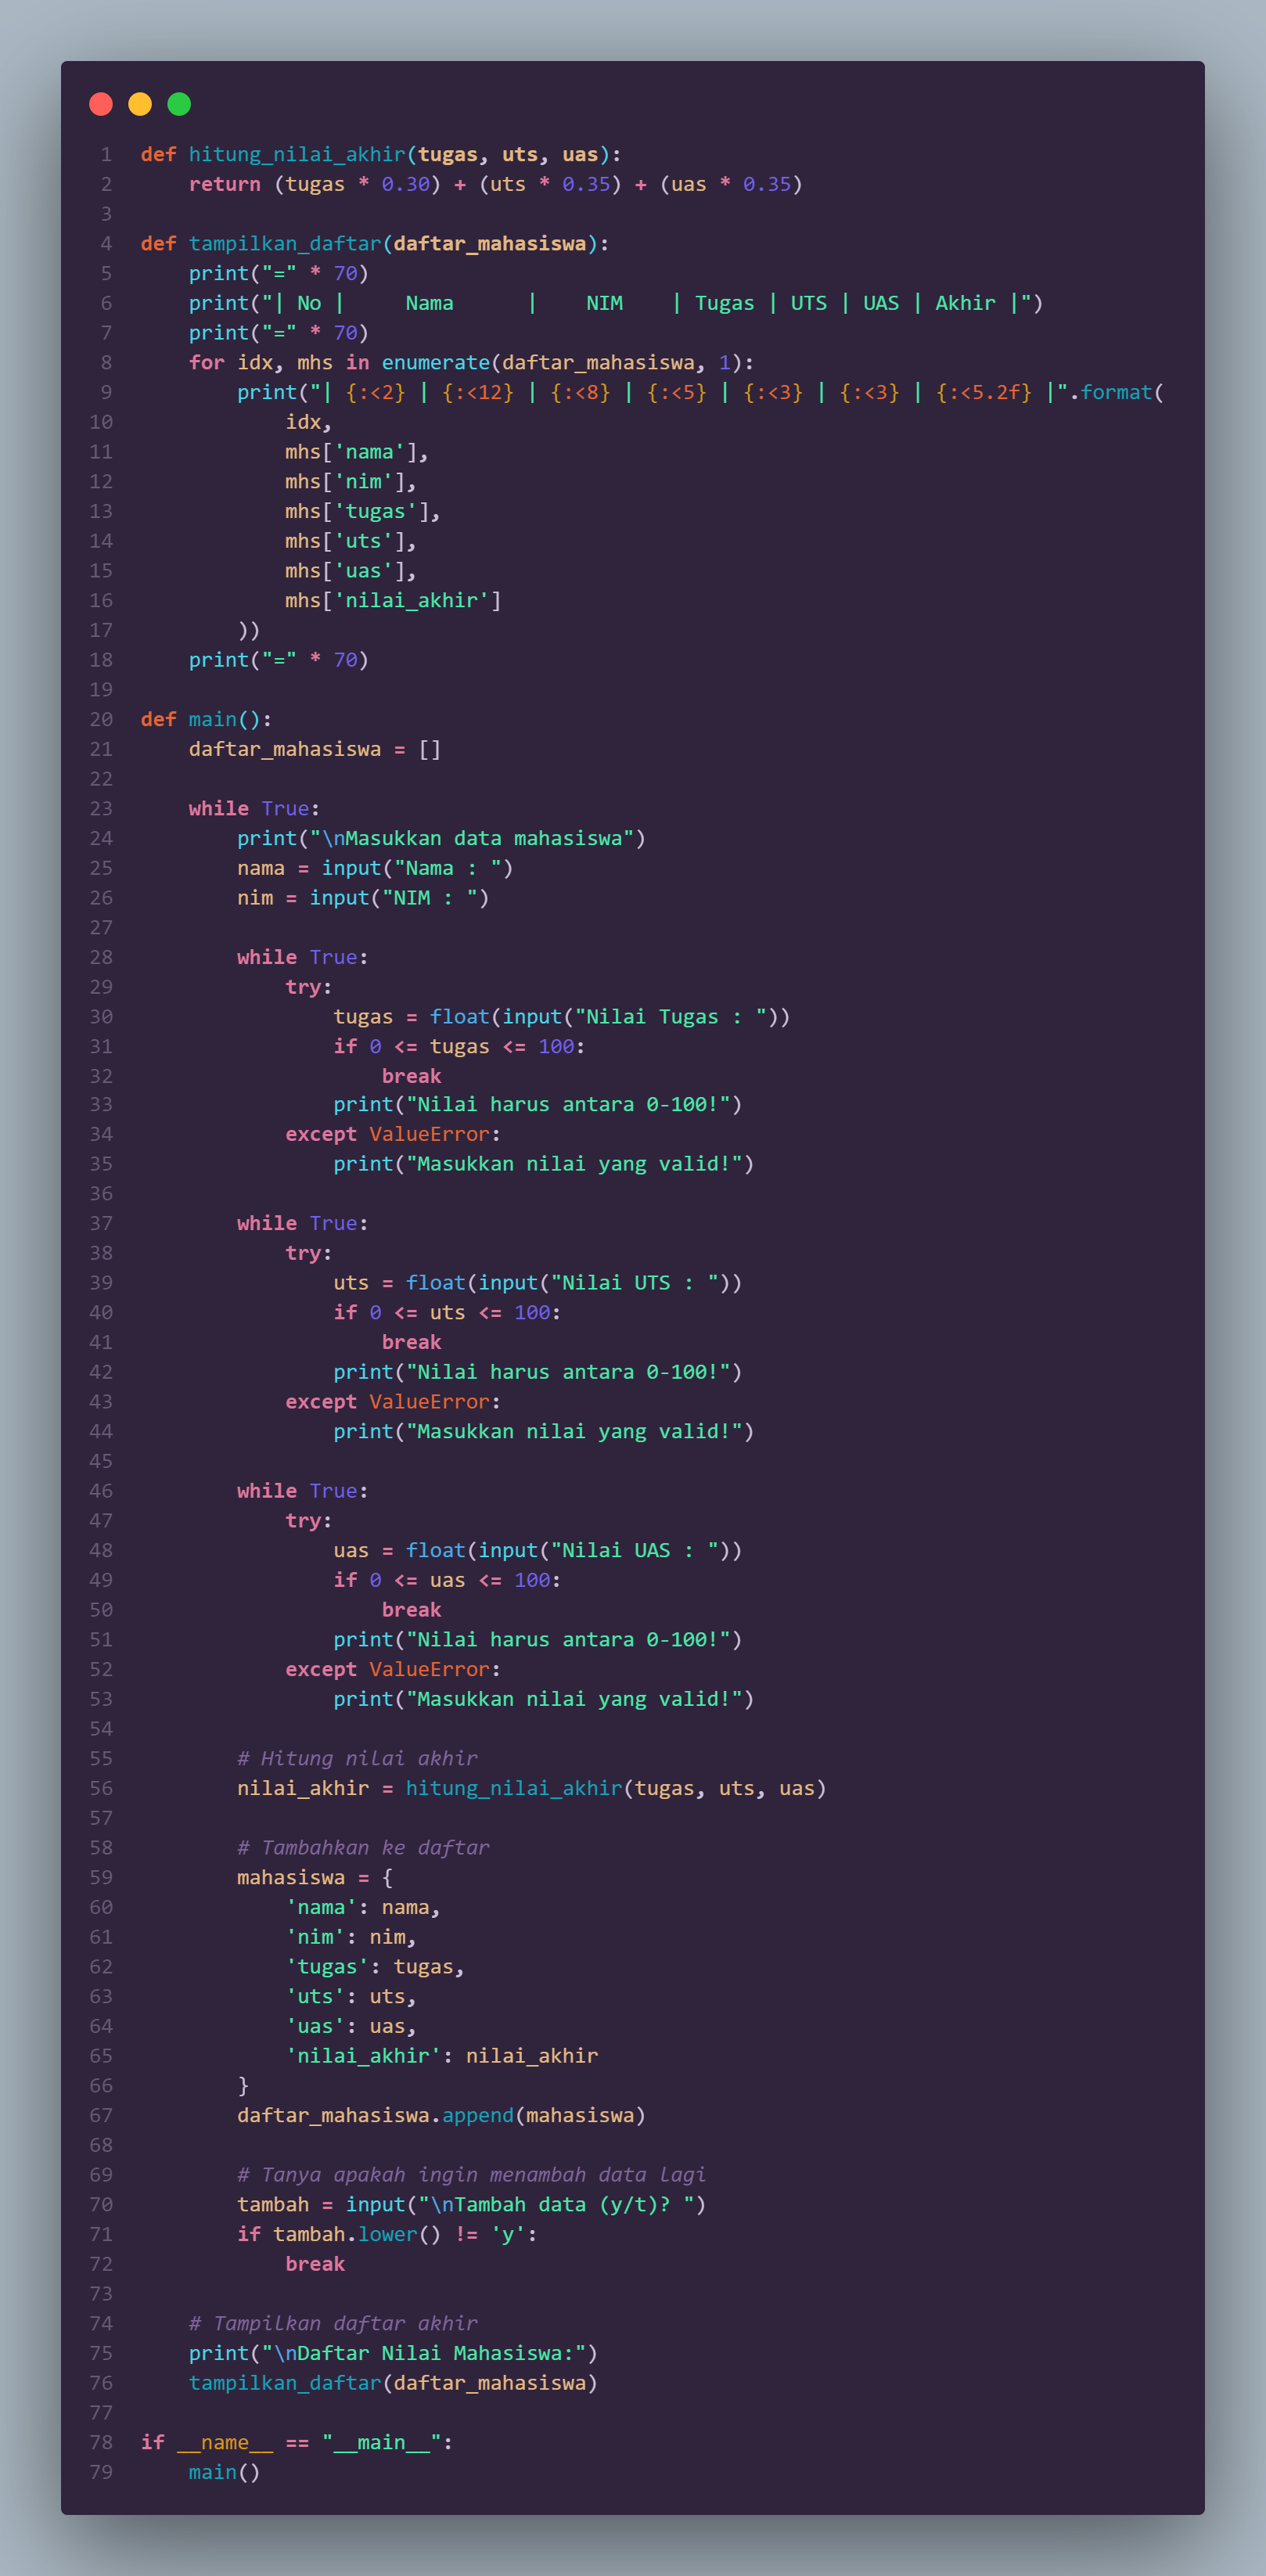 1 def hitung_nilai_akhir(tugas, uts, uas):
2     return (tugas * 0.30) + (uts * 0.35) + (uas * 0.35)
3
4 def tampilkan_daftar(daftar_mahasiswa):
5     print("=" * 70)
6     print("| No |     Nama      |    NIM    | Tugas | UTS | UAS | Akhir |")
7     print("=" * 70)
8     for idx, mhs in enumerate(daftar_mahasiswa, 1):
9         print("| {:<2} | {:<12} | {:<8} | {:<5} | {:<3} | {:<3} | {:<5.2f} |".format(
10             idx,
11             mhs['nama'],
12             mhs['nim'],
13             mhs['tugas'],
14             mhs['uts'],
15             mhs['uas'],
16             mhs['nilai_akhir']
17         ))
18     print("=" * 70)
19
20 def main():
21     daftar_mahasiswa = []
22
23     while True:
24         print("\nMasukkan data mahasiswa")
25         nama = input("Nama : ")
26         nim = input("NIM : ")
27
28         while True:
29             try:
30                 tugas = float(input("Nilai Tugas : "))
31                 if 0 <= tugas <= 100:
32                     break
33                 print("Nilai harus antara 0-100!")
34             except ValueError:
35                 print("Masukkan nilai yang valid!")
36
37         while True:
38             try:
39                 uts = float(input("Nilai UTS : "))
40                 if 0 <= uts <= 100:
41                     break
42                 print("Nilai harus antara 0-100!")
43             except ValueError:
44                 print("Masukkan nilai yang valid!")
45
46         while True:
47             try:
48                 uas = float(input("Nilai UAS : "))
49                 if 0 <= uas <= 100:
50                     break
51                 print("Nilai harus antara 0-100!")
52             except ValueError:
53                 print("Masukkan nilai yang valid!")
54
55         # Hitung nilai akhir
56         nilai_akhir = hitung_nilai_akhir(tugas, uts, uas)
57
58         # Tambahkan ke daftar
59         mahasiswa = {
60             'nama': nama,
61             'nim': nim,
62             'tugas': tugas,
63             'uts': uts,
64             'uas': uas,
65             'nilai_akhir': nilai_akhir
66         }
67         daftar_mahasiswa.append(mahasiswa)
68
69         # Tanya apakah ingin menambah data lagi
70         tambah = input("\nTambah data (y/t)? ")
71         if tambah.lower() != 'y':
72             break
73
74     # Tampilkan daftar akhir
75     print("\nDaftar Nilai Mahasiswa:")
76     tampilkan_daftar(daftar_mahasiswa)
77
78 if __name__ == "__main__":
79     main()